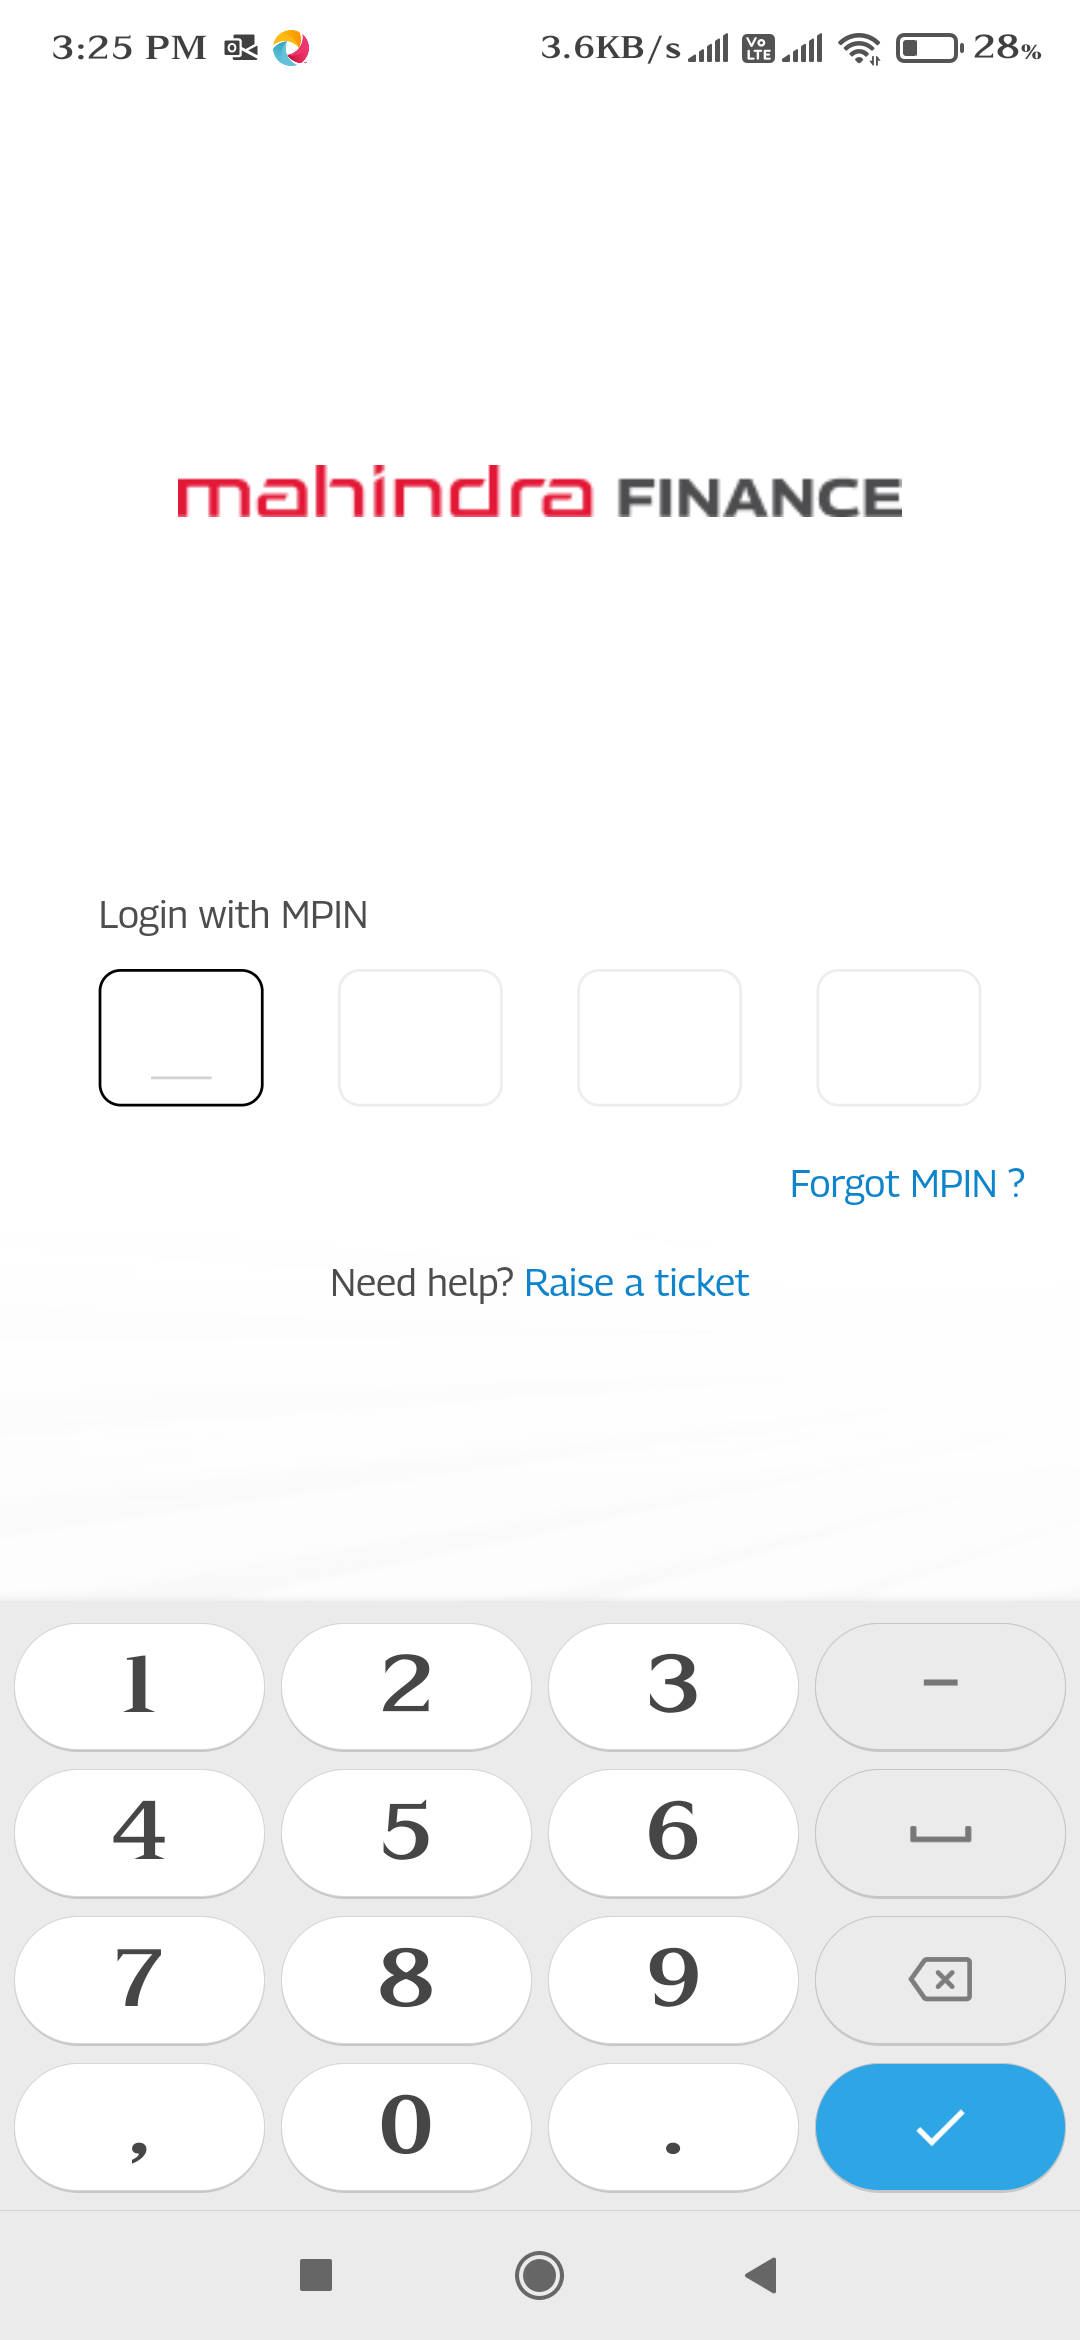 3:25 PM 3.6KB/s Vo LTE 28%
mahindra FINANCE
Login with MPIN
Forgot MPIN ?
Need help? Raise a ticket
1 2 3 –
4 5 6
7 8 9
, 0 .